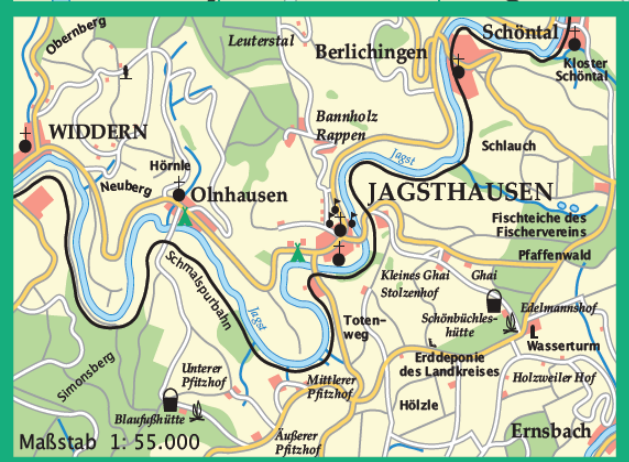 Obernberg
Leuterstal
Berlichingen
Schöntal
Kloster
Schöntal
WIDDERN
Bannholz
Rappen
Jagst
Schlauch
Hörnle
Neuberg
Olnhausen
JAGSTHAUSEN
Fischteiche des
Fischervereins
Pfaffenwald
Schmalspurbahn
Jagst
Kleines Ghai
Ghai
Stolzenhof
Schönbüchles-
hütte
Edelmannshof
Toten-
weg
Wasserturm
Erddeponie
des Landkreises
Simonsberg
Unterer
Pfitzhof
Mittlerer
Pfitzhof
Holzweiler Hof
Hölzle
Blaufußhütte
Ernsbach
Äußerer
Pfitzhof
Maßstab 1: 55.000